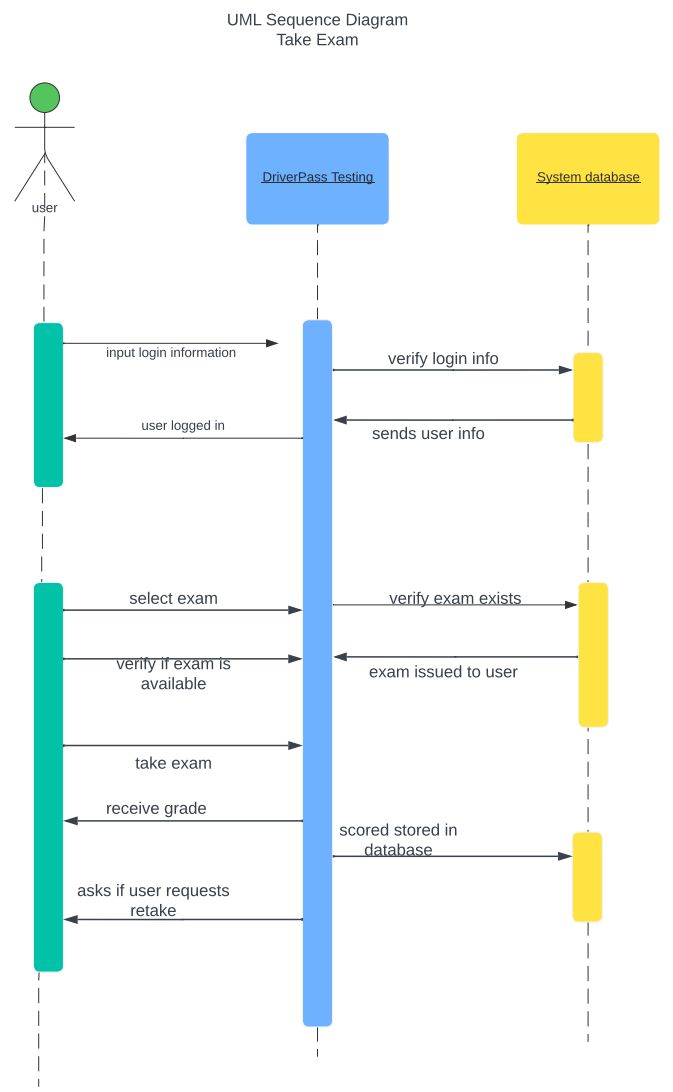 UML Sequence Diagram
Take Exam
user
DriverPass Testing
System database
input login information
verify login info
user logged in
sends user info
select exam
verify exam exists
verify if exam is
available
exam issued to user
take exam
receive grade
scored stored in
database
asks if user requests
retake